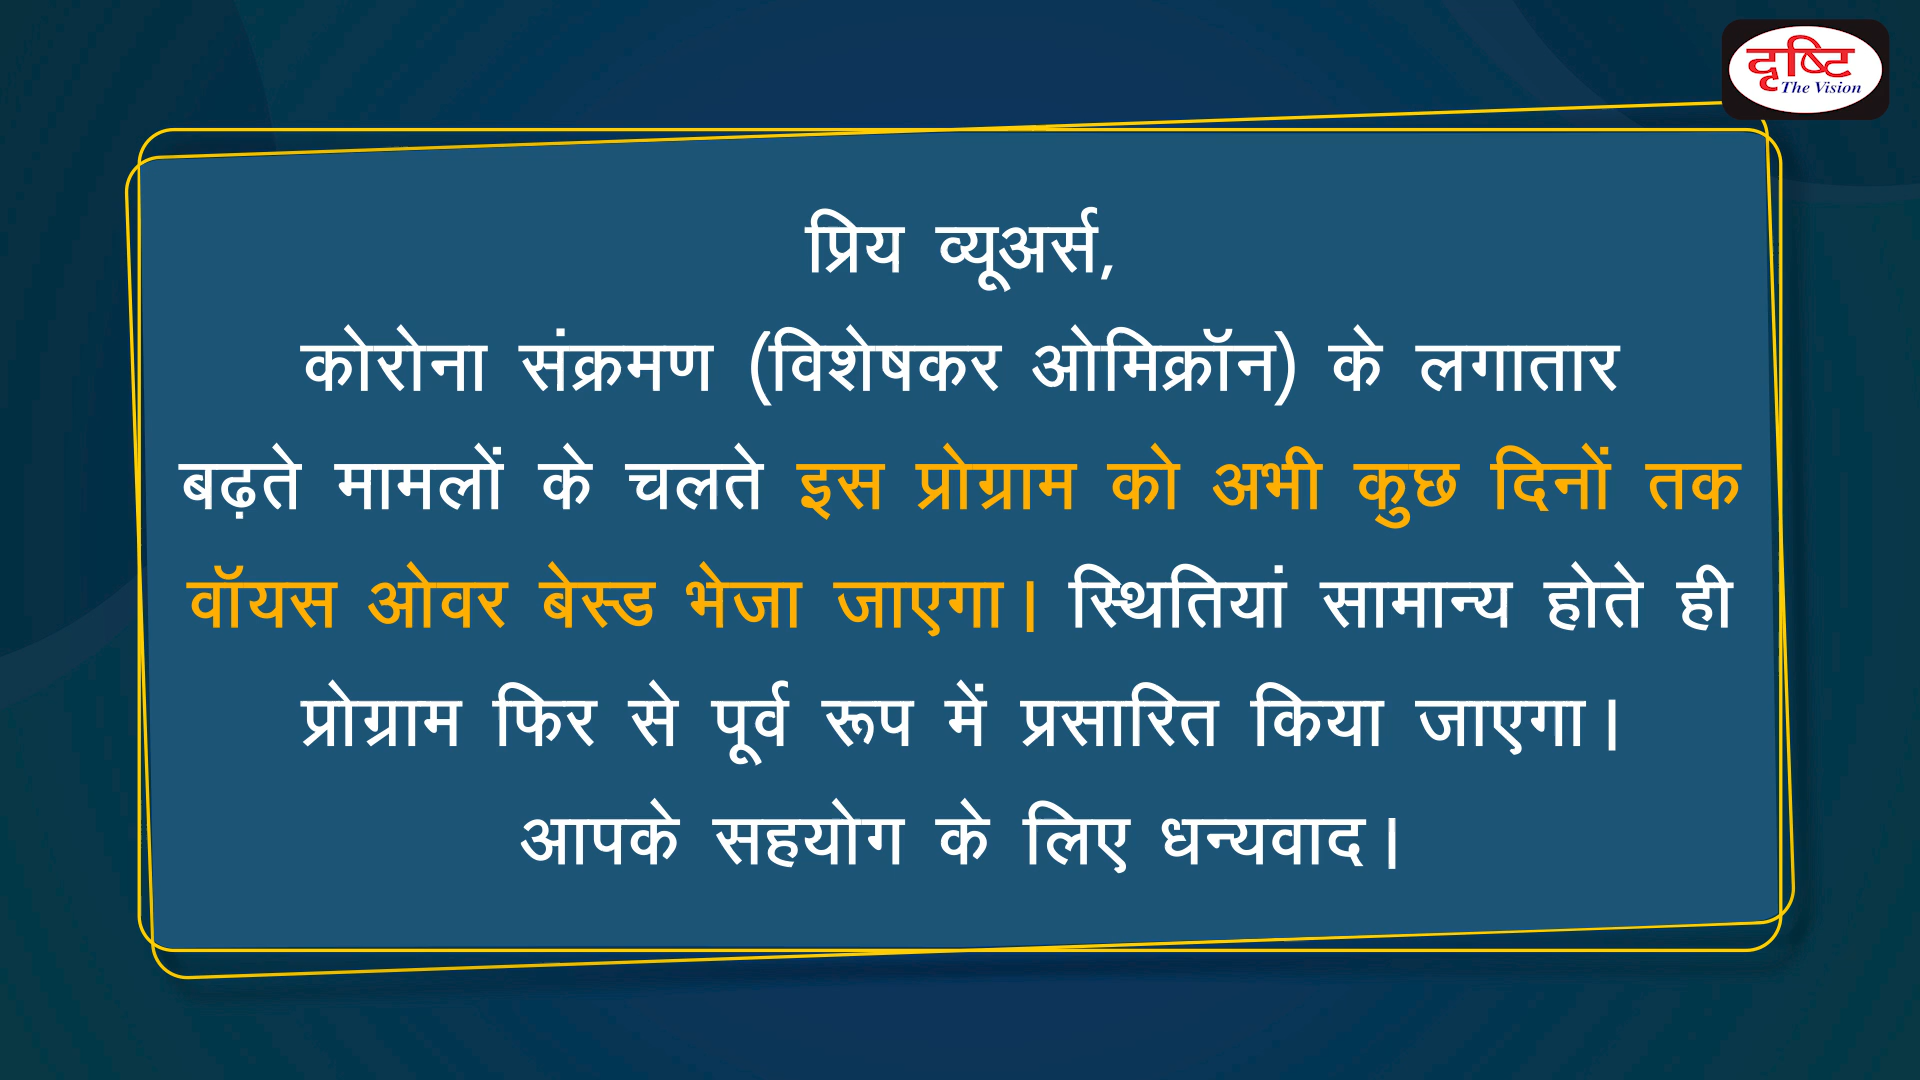 दृष्टि
The Vision
प्रिय व्यूअर्स,
कोरोना संक्रमण (विशेषकर ओमिक्रॉन) के लगातार
बढ़ते मामलों के चलते इस प्रोग्राम को अभी कुछ दिनों तक
वॉयस ओवर बेस्ड भेजा जाएगा। स्थितियां सामान्य होते ही
प्रोग्राम फिर से पूर्व रूप में प्रसारित किया जाएगा।
आपके सहयोग के लिए धन्यवाद।